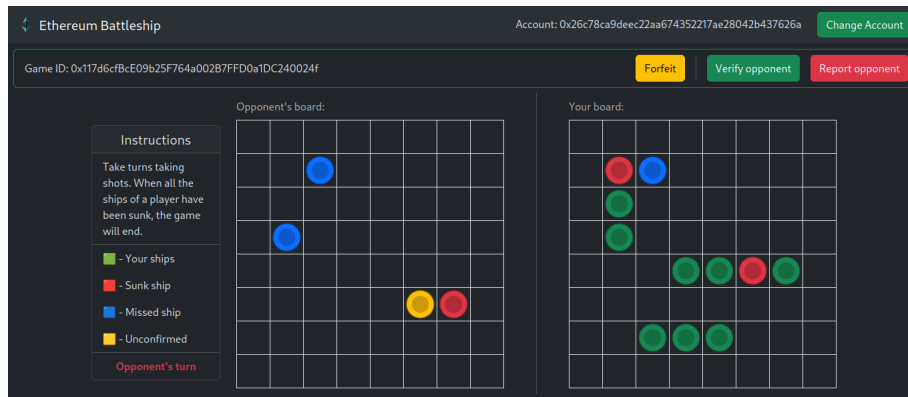 Ethereum Battleship
Account: 0x26c78ca9deec22aa674352217ae28042b437626a
Change Account
Game ID: 0x117d6cfBcE09b25F764a002B7FFD0a1DC240024f
Forfeit
Verify opponent
Report opponent
Opponent's board:
Your board:
Instructions
Take turns taking
shots. When all the
ships of a player have
been sunk, the game
will end.
- Your ships
- Sunk ship
- Missed ship
- Unconfirmed
Opponent's turn